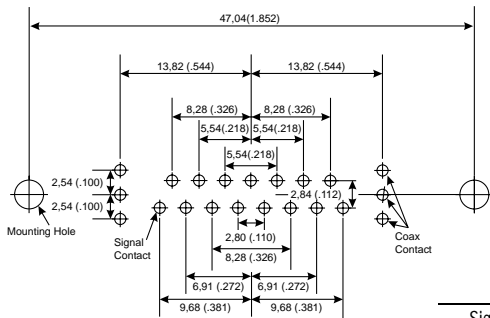 47,04(1.852)
13,82 (.544) 13,82 (.544)
8,28 (.326) 8,28 (.326)
5,54(.218) 5,54(.218)
5,54(.218)
2,54 (.100)
2,84 (.112)
2,54 (.100)
Mounting Hole
Signal
Contact
Coax
Contact
2,80 (.110)
8,28 (.326)
6,91 (.272) 6,91 (.272)
9,68 (.381) 9,68 (.381)
Sig